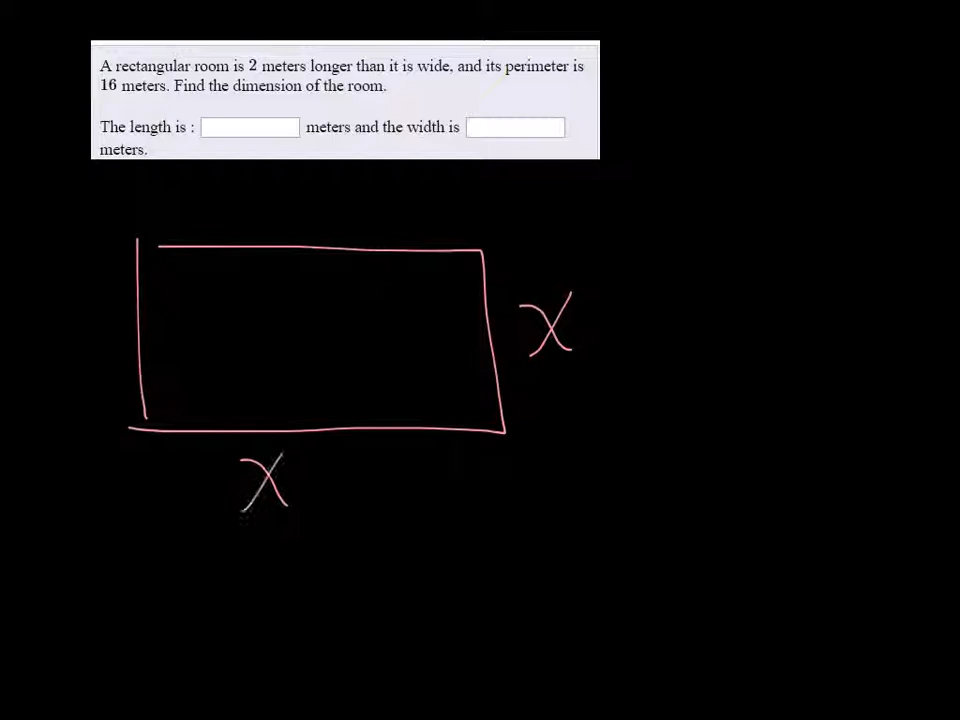 A rectangular room is 2 meters longer than it is wide, and its perimeter is
16 meters. Find the dimension of the room.
The length is : meters and the width is
meters.
x
x